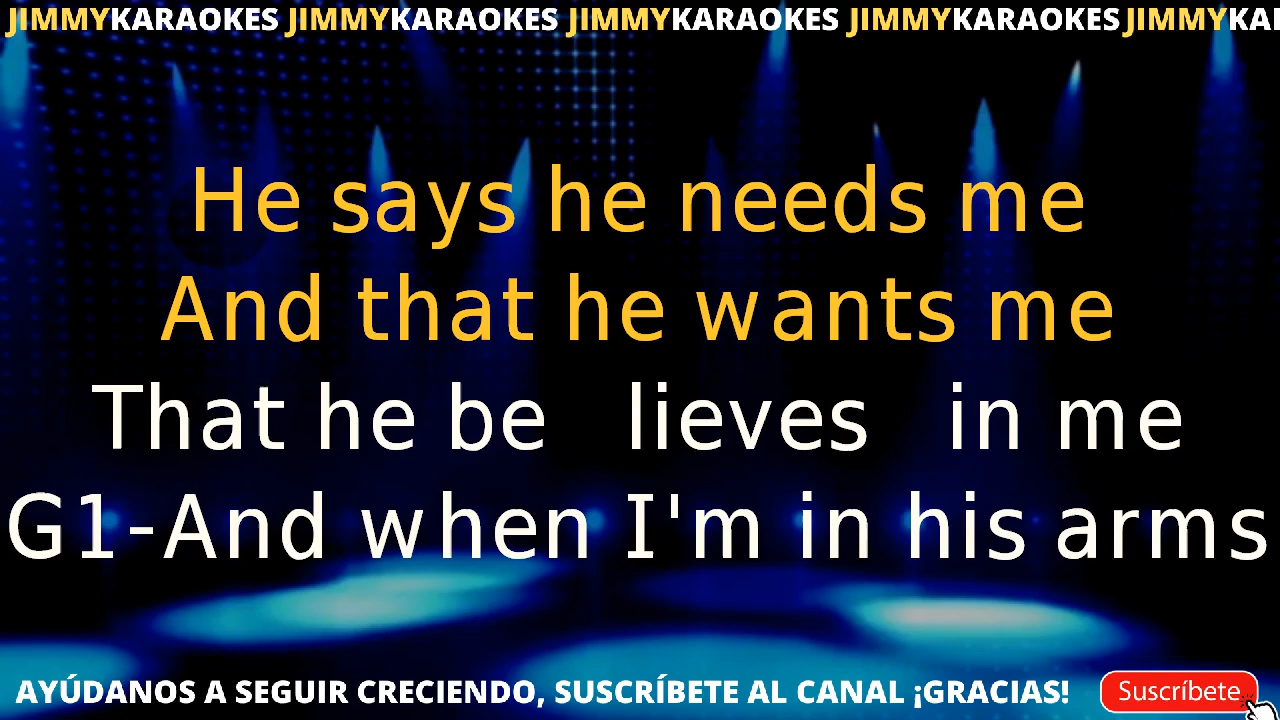 JIMMYKARAOKES JIMMYKARAOKES JIMMYKARAOKES JIMMYKARAOKES JIMMYKA
He says he needs me
And that he wants me
That he be lieves in me
G1-And when I'm in his arms
AYÚDANOS A SEGUIR CRECIENDO, SUSCRÍBETE AL CANAL ¡GRACIAS! Suscríbete